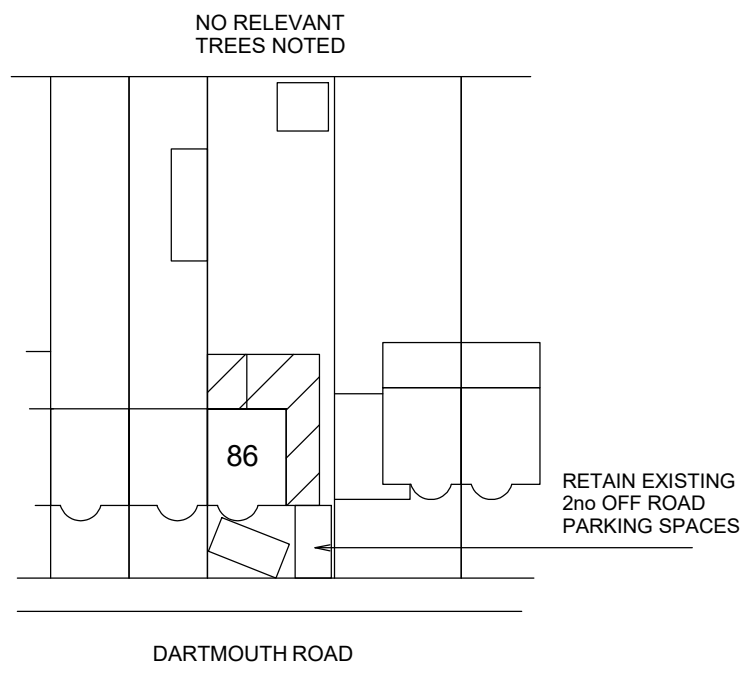 NO RELEVANT
TREES NOTED
86
RETAIN EXISTING
2no OFF ROAD
PARKING SPACES
DARTMOUTH ROAD